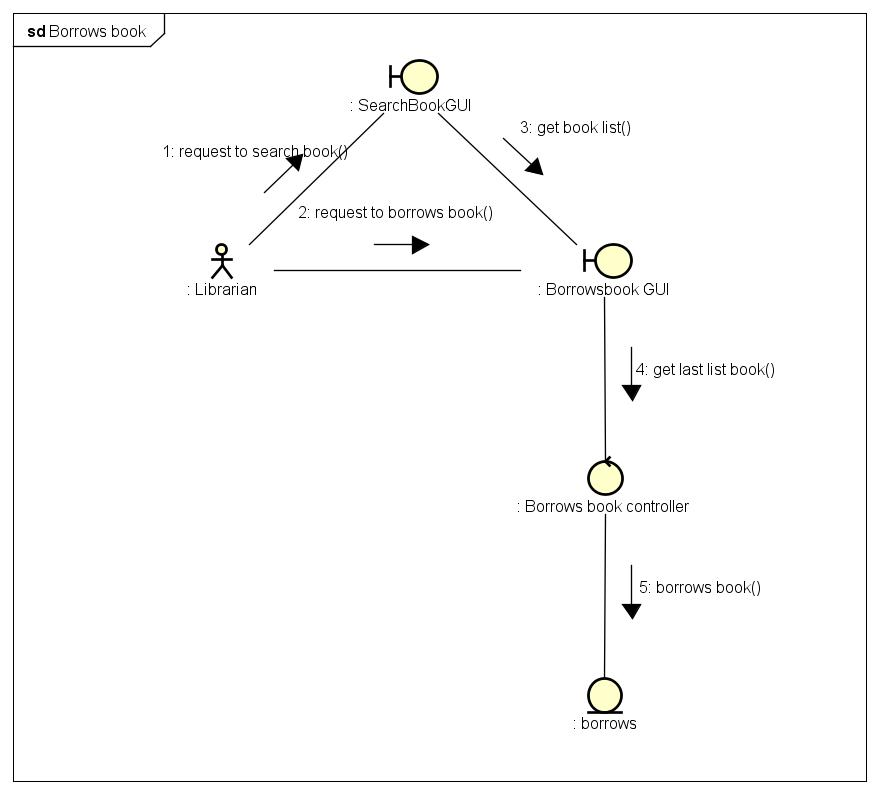 sd Borrows book
: SearchBookGUI
3: get book list()
1: request to search book()
2: request to borrows book()
: Librarian
: Borrowsbook GUI
4: get last list book()
: Borrows book controller
5: borrows book()
: borrows